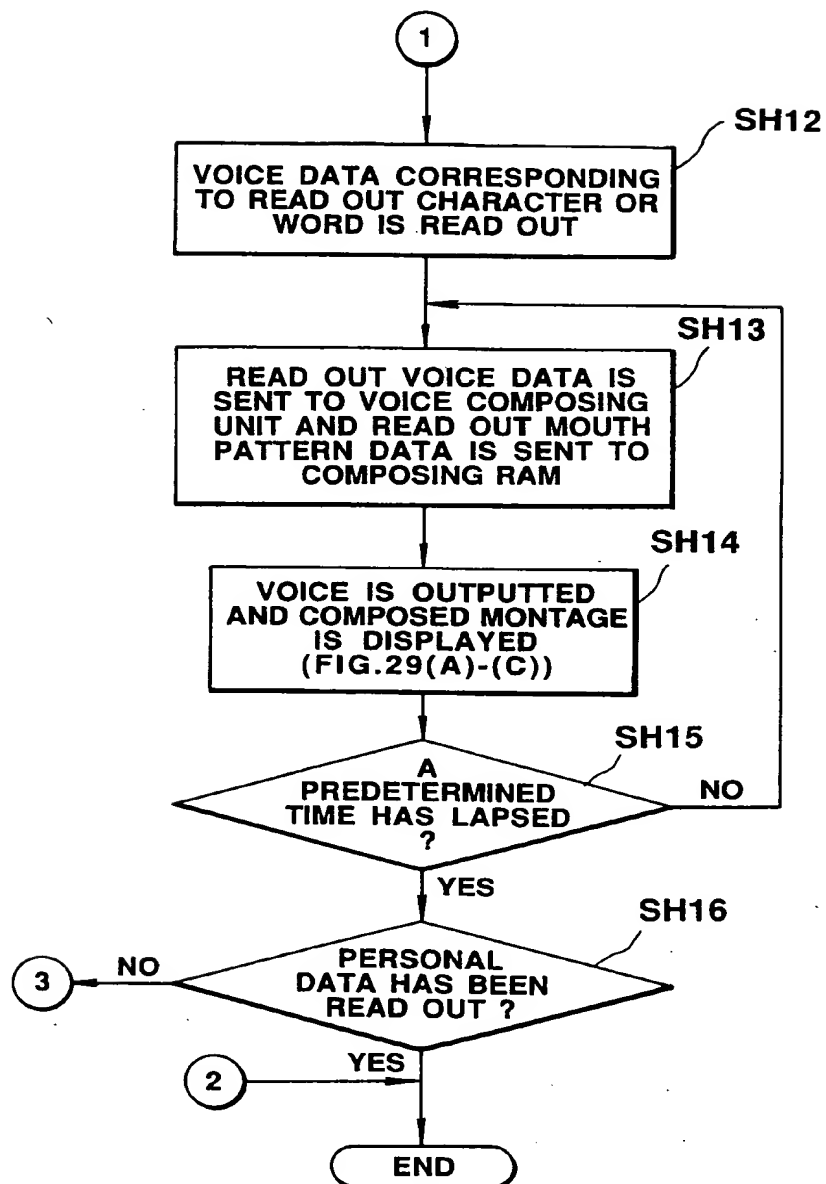 1
SH12
VOICE DATA CORRESPONDING
TO READ OUT CHARACTER OR
WORD IS READ OUT
SH13
READ OUT VOICE DATA IS
SENT TO VOICE COMPOSING
UNIT AND READ OUT MOUTH
PATTERN DATA IS SENT TO
COMPOSING RAM
SH14
VOICE IS OUTPUTTED
AND COMPOSED MONTAGE
IS DISPLAYED
(FIG.29(A)-(C))
SH15
A
PREDETERMINED
TIME HAS LAPSED
?
NO
YES
SH16
PERSONAL
DATA HAS BEEN
READ OUT ?
NO
3
YES
2
END